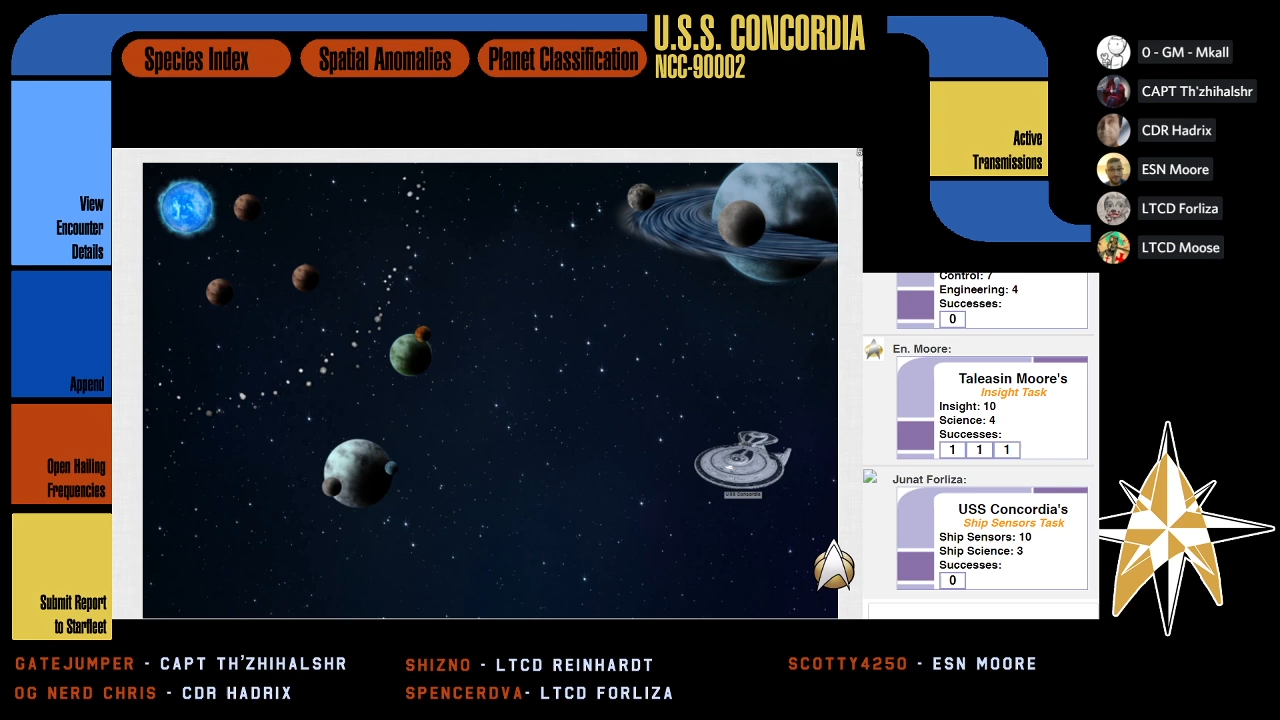 U.S.S. CONCORDIA
NCC-90002
Species Index
Spatial Anomalies
Planet Classification
View
Encounter
Details
Append
Open Hailing
Frequencies
Submit Report
to Starfleet
Active
Transmissions
0 - GM - Mkall
CAPT Th'zhihalshr
CDR Hadrix
ESN Moore
LTCD Forliza
LTCD Moose
USS Concordia
Control: 7
Engineering: 4
Successes:
0
En. Moore:
Taleasin Moore's
Insight Task
Insight: 10
Science: 4
Successes:
1 1 1
Junat Forliza:
USS Concordia's
Ship Sensors Task
Ship Sensors: 10
Ship Science: 3
Successes:
0
GATEJUMPER - CAPT TH'ZHIHALSHR
SHIZNO - LTCD REINHARDT
SCOTTY4250 - ESN MOORE
OG NERD CHRIS - CDR HADRIX
SPENCERDVA- LTCD FORLIZA